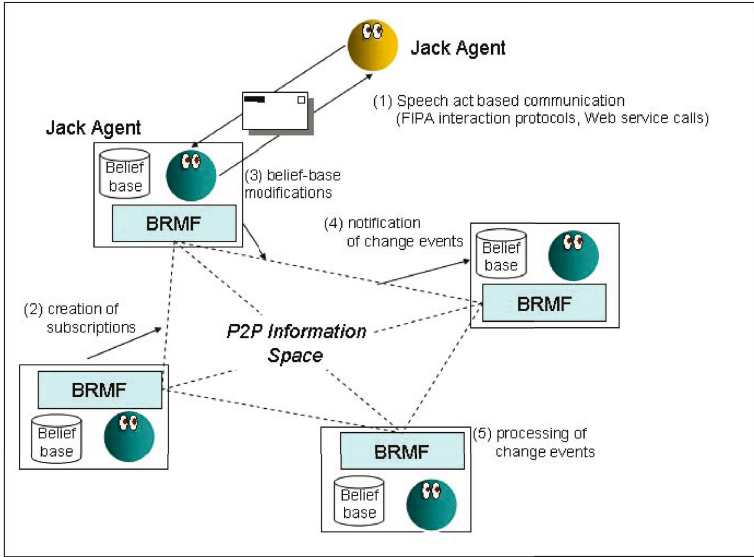 Jack Agent
(1) Speech act based communication
(FIPA interaction protocols, Web service calls)
Jack Agent
Belief
base
BRMF
(3) belief-base
modifications
(4) notification
of change events
Belief
base
BRMF
(2) creation of
subscriptions
P2P Information
Space
BRMF
Belief
base
BRMF
(5) processing of
change events
Belief
base